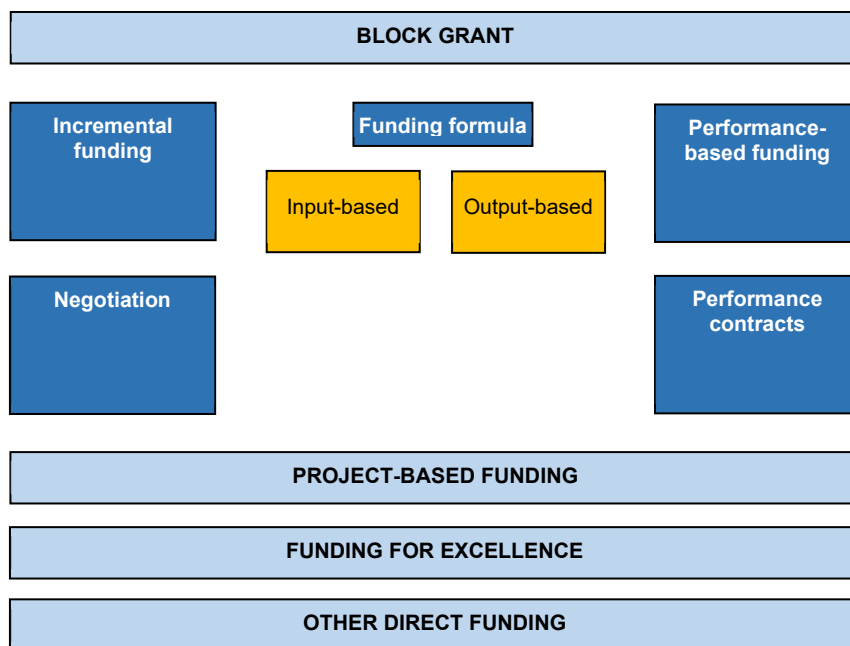 BLOCK GRANT
Incremental
funding
Funding formula
Performance-
based funding
Input-based
Output-based
Negotiation
Performance
contracts
PROJECT-BASED FUNDING
FUNDING FOR EXCELLENCE
OTHER DIRECT FUNDING